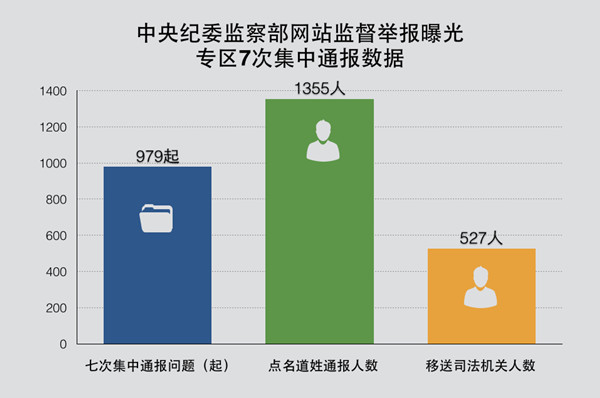 中央纪委监察部网站监督举报曝光
专区7次集中通报数据
1400
1200
1000
800
600
400
200
0
979起
1355人
527人
七次集中通报问题（起）
点名道姓通报人数
移送司法机关人数